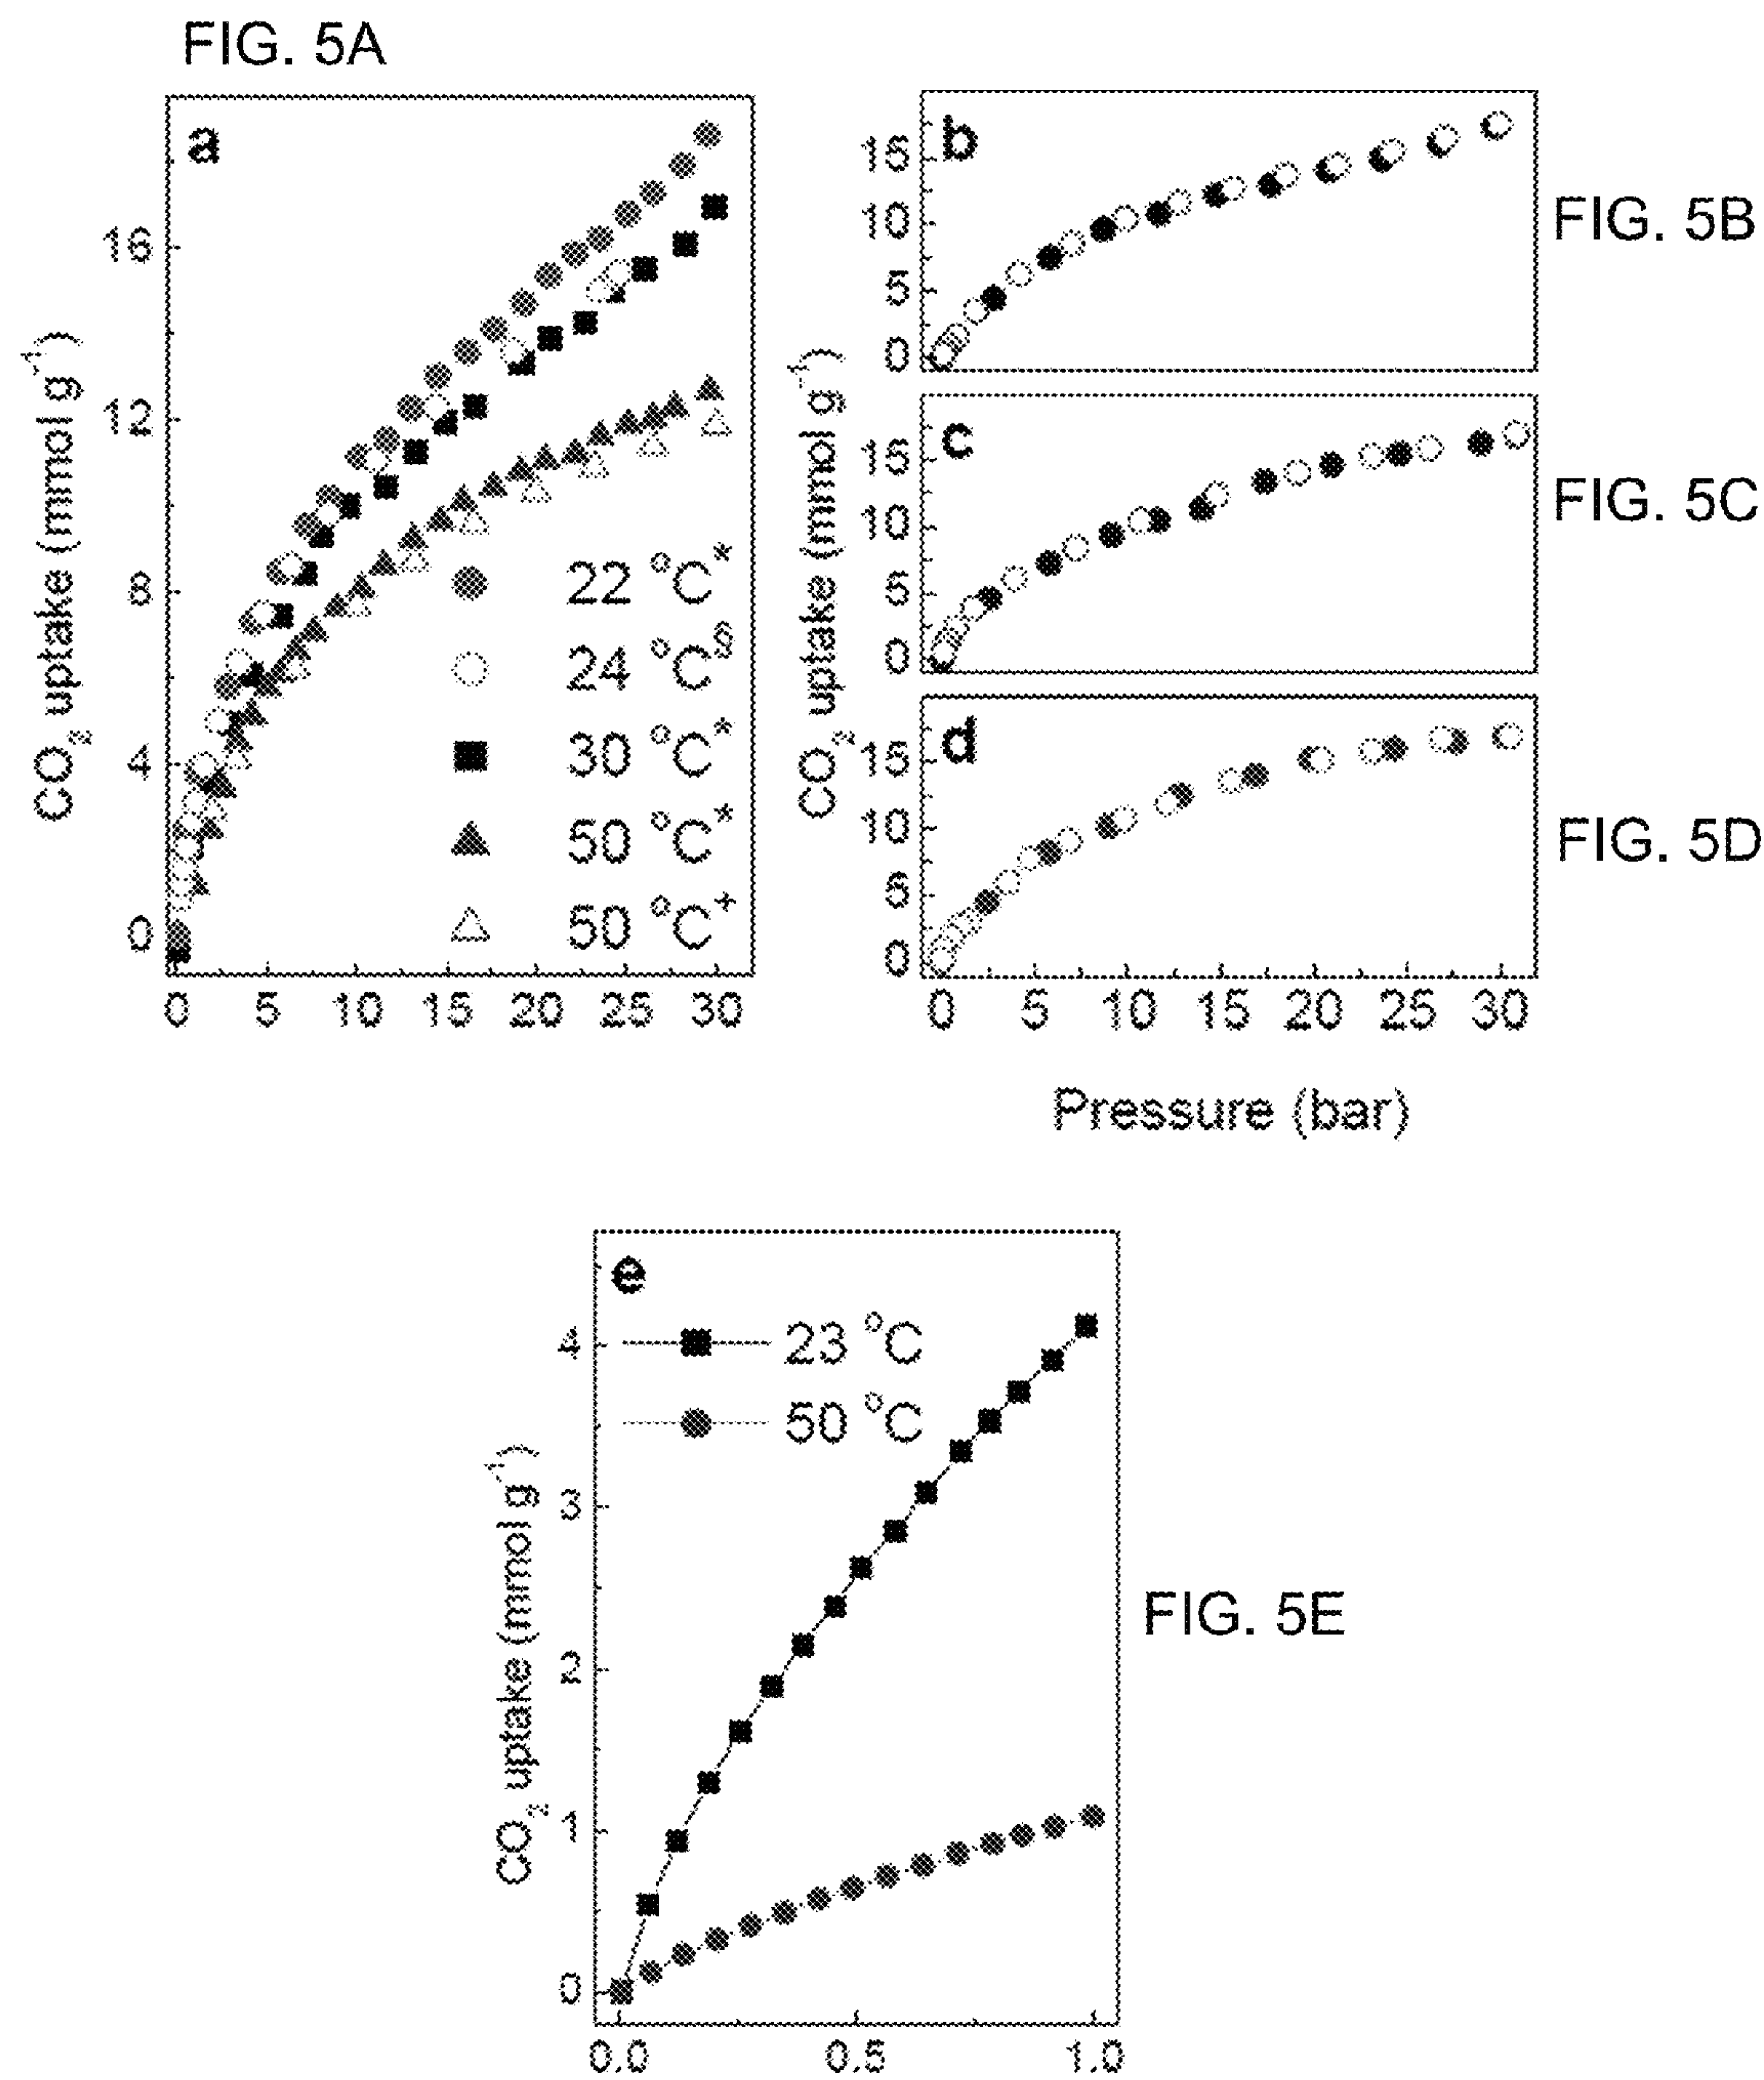 FIG. 5A
a
CO2 uptake (mmol g-1)
16
12
8
4
0
22 °C*
24 °C§
30 °C*
50 °C*
50 °C+
0 5 10 15 20 25 30
b
CO2 uptake (mmol g-1)
15
10
5
0
FIG. 5B
c
15
10
5
0
FIG. 5C
d
15
10
5
0
FIG. 5D
0 5 10 15 20 25 30
Pressure (bar)
e
23 °C
50 °C
CO2 uptake (mmol g-1)
4
3
2
1
0
0.0 0.5 1.0
FIG. 5E